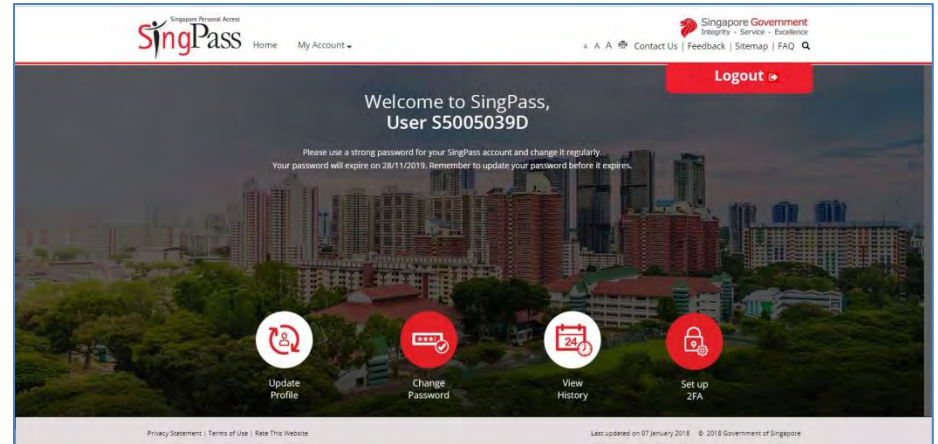 Singapore Personal Access
SingPass
Home My Account
Singapore Government
Integrity · Service · Excellence
A A A Contact Us | Feedback | Sitemap | FAQ
Logout
Welcome to SingPass,
User S5005039D
Please use a strong password for your SingPass account and change it regularly.
Your password will expire on 28/11/2019. Remember to update your password before it expires.
24
Update
Profile
Change
Password
View
History
Set up
2FA
Privacy Statement | Terms of Use | Rate This Website
Last updated on 07 January 2018 © 2018 Government of Singapore